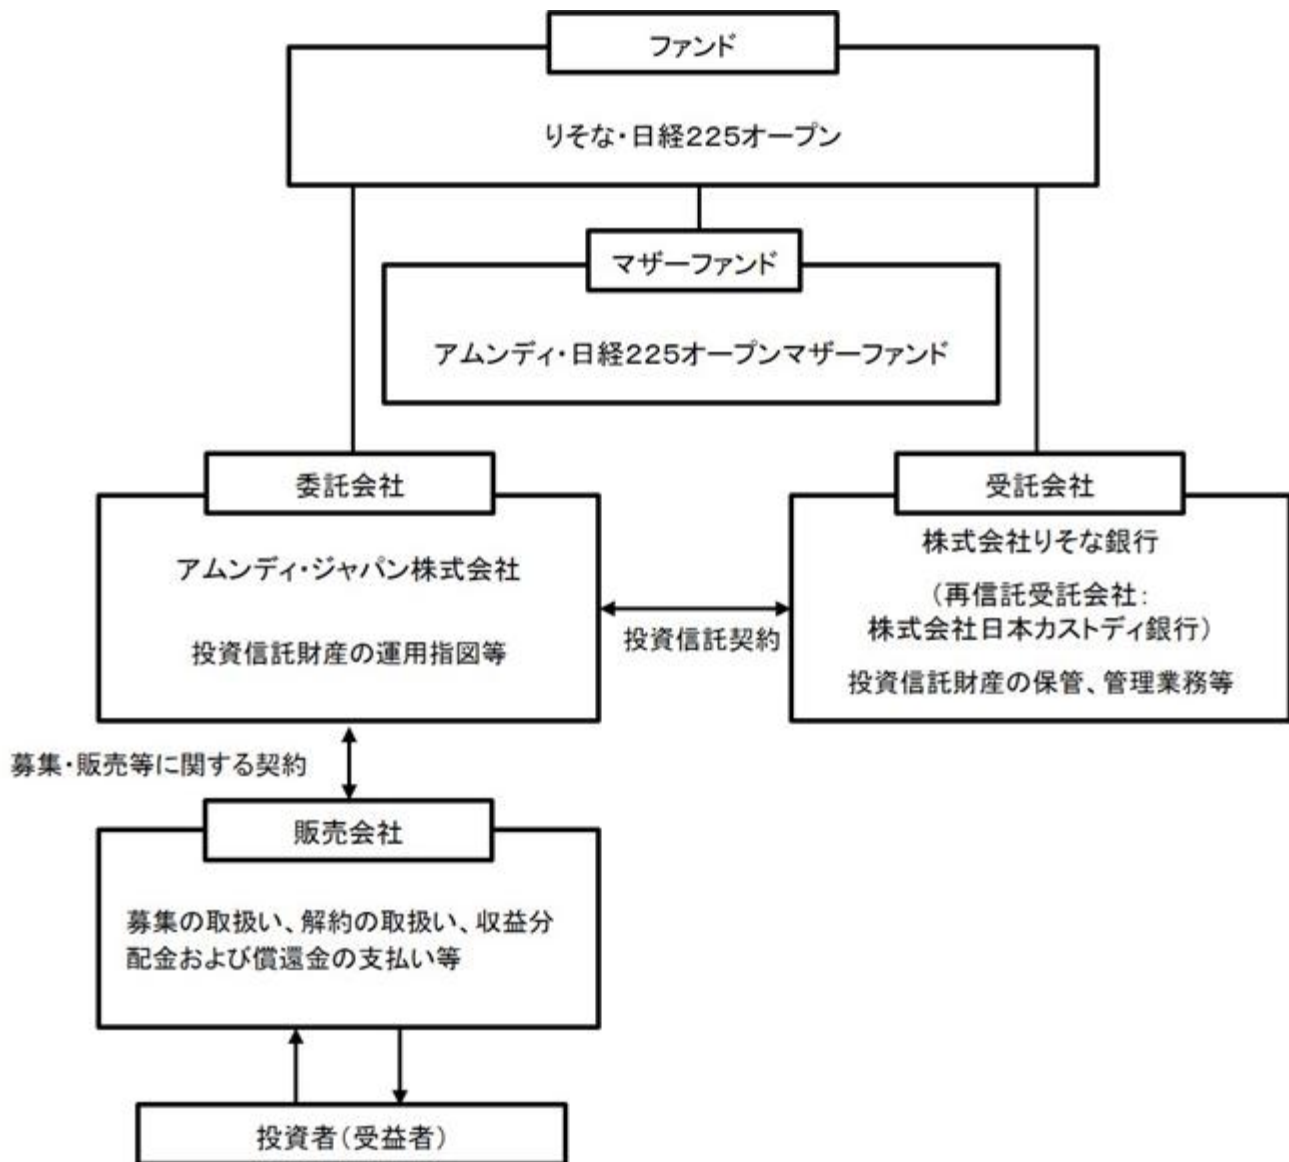 ファンド
りそな・日経225オープン
マザーファンド
アムンディ・日経225オープンマザーファンド
委託会社
アムンディ・ジャパン株式会社
投資信託財産の運用指図等
投資信託契約
受託会社
株式会社りそな銀行
(再信託受託会社:
株式会社日本カストディ銀行)
投資信託財産の保管、管理業務等
募集・販売等に関する契約
販売会社
募集の取扱い、解約の取扱い、収益分
配金および償還金の支払い等
投資者(受益者)